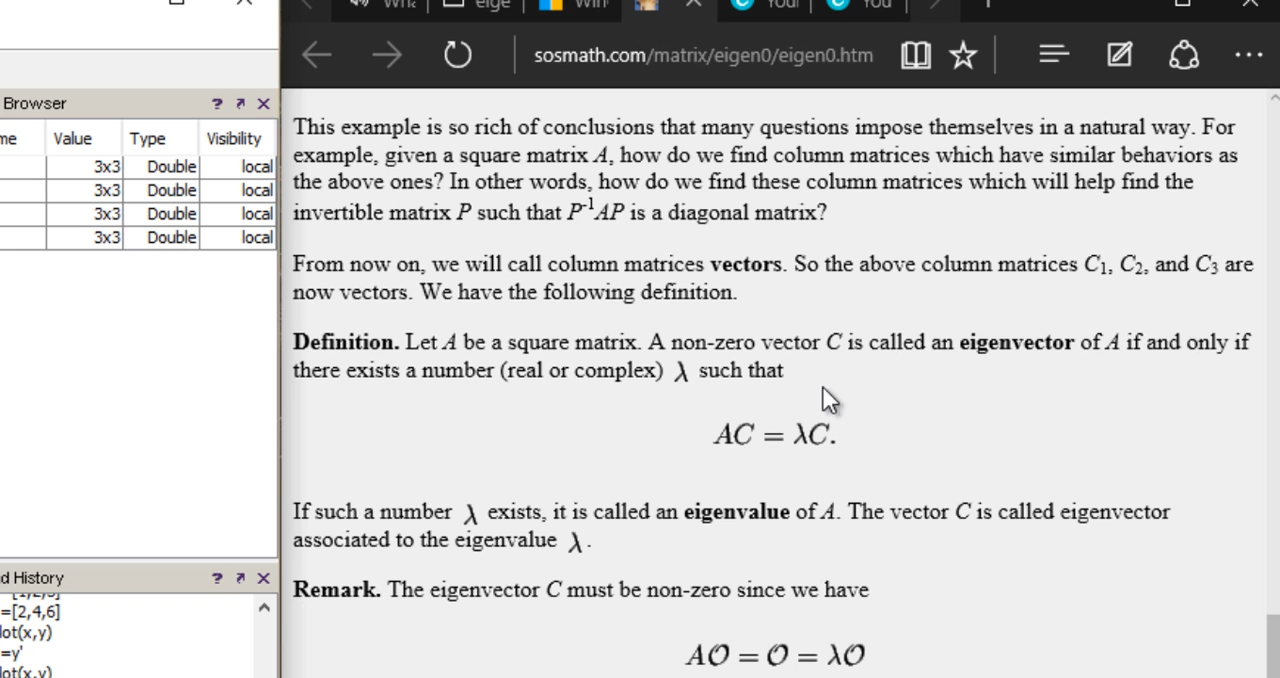 eige
Win
sosmath.com/matrix/eigen0/eigen0.htm
Browser
Value Type Visibility
3x3 Double local
3x3 Double local
3x3 Double local
3x3 Double local
d History
=[2,4,6]
lot(x,y)
=y'
lot(x,y)
This example is so rich of conclusions that many questions impose themselves in a natural way. For
example, given a square matrix A, how do we find column matrices which have similar behaviors as
the above ones? In other words, how do we find these column matrices which will help find the
invertible matrix P such that P⁻¹AP is a diagonal matrix?
From now on, we will call column matrices vectors. So the above column matrices C₁, C₂, and C₃ are
now vectors. We have the following definition.
Definition. Let A be a square matrix. A non-zero vector C is called an eigenvector of A if and only if
there exists a number (real or complex) λ such that
AC = λC.
If such a number λ exists, it is called an eigenvalue of A. The vector C is called eigenvector
associated to the eigenvalue λ.
Remark. The eigenvector C must be non-zero since we have
A𝒪 = 𝒪 = λ𝒪